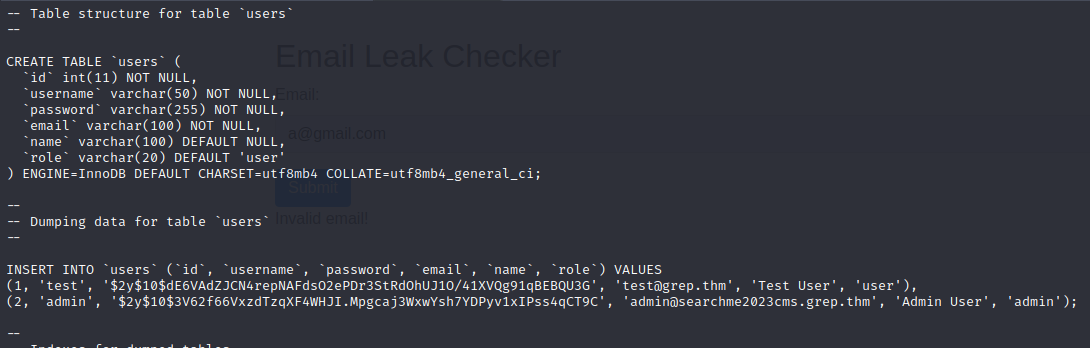 -- Table structure for table `users`
--
CREATE TABLE `users` (
`id` int(11) NOT NULL,
`username` varchar(50) NOT NULL,
`password` varchar(255) NOT NULL,
`email` varchar(100) NOT NULL,
`name` varchar(100) DEFAULT NULL,
`role` varchar(20) DEFAULT 'user'
) ENGINE=InnoDB DEFAULT CHARSET=utf8mb4 COLLATE=utf8mb4_general_ci;
--
-- Dumping data for table `users`
--
INSERT INTO `users` (`id`, `username`, `password`, `email`, `name`, `role`) VALUES
(1, 'test', '$2y$10$dE6VAdZJCN4repNAFdsO2ePDr3StRdOhUJ1O/41XVQg91qBEBQU3G', 'test@grep.thm', 'Test User', 'user'),
(2, 'admin', '$2y$10$3V62f66VxzdTzqXF4WHJI.Mpgcaj3WxwYsh7YDPyv1xIPss4qCT9C', 'admin@searchme2023cms.grep.thm', 'Admin User', 'admin');
--
-- Indexes for dumped tables
Email Leak Checker
Email:
a@gmail.com
Submit
Invalid email!